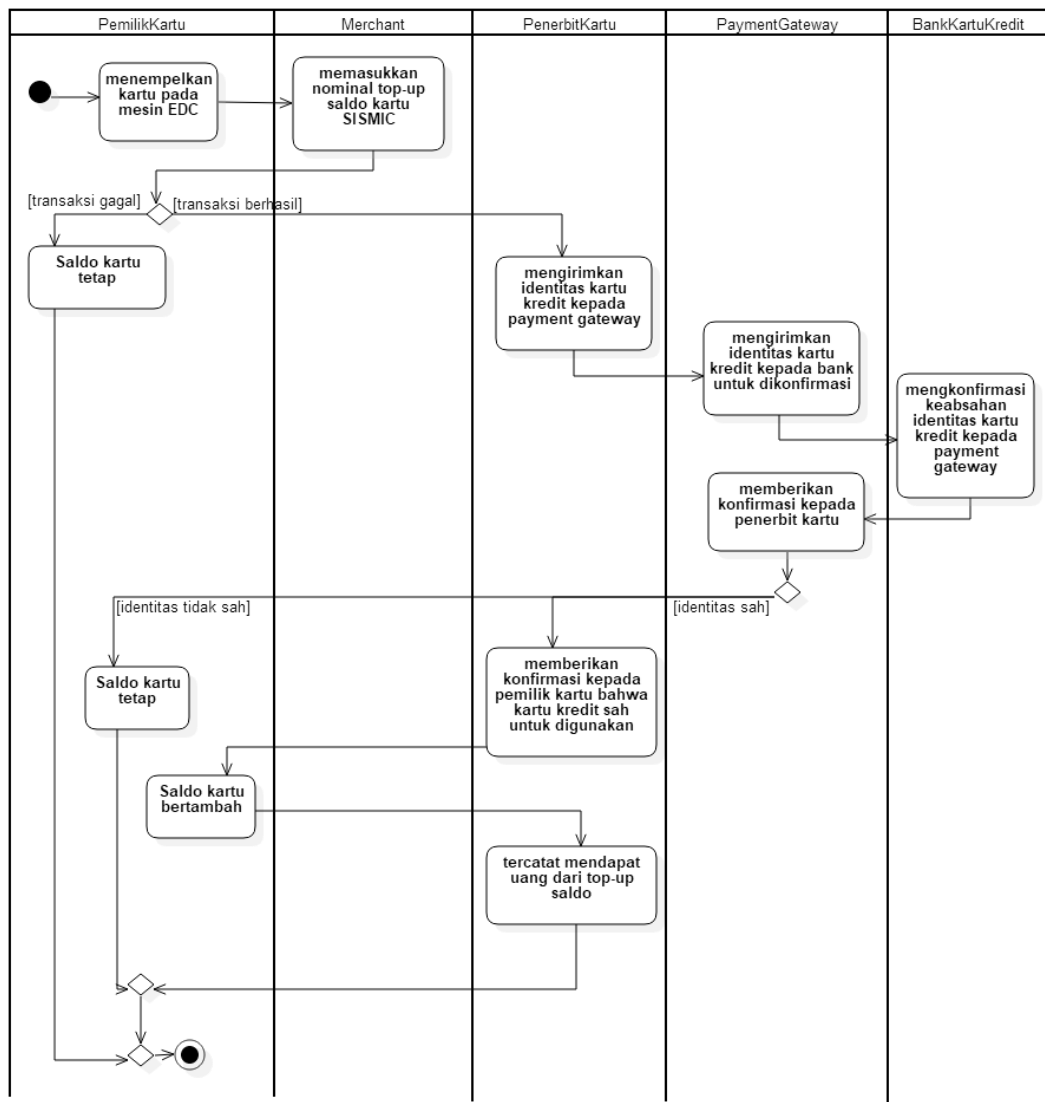 PemilikKartu
Merchant
PenerbitKartu
PaymentGateway
BankKartuKredit
menempelkan
kartu pada
mesin EDC
memasukkan
nominal top-up
saldo kartu
SISMIC
[transaksi gagal]
[transaksi berhasil]
Saldo kartu
tetap
mengirimkan
identitas kartu
kredit kepada
payment gateway
mengirimkan
identitas kartu
kredit kepada bank
untuk dikonfirmasi
mengkonfirmasi
keabsahan
identitas kartu
kredit kepada
payment
gateway
memberikan
konfirmasi kepada
penerbit kartu
[identitas tidak sah]
[identitas sah]
Saldo kartu
tetap
memberikan
konfirmasi kepada
pemilik kartu bahwa
kartu kredit sah
untuk digunakan
Saldo kartu
bertambah
tercatat mendapat
uang dari top-up
saldo